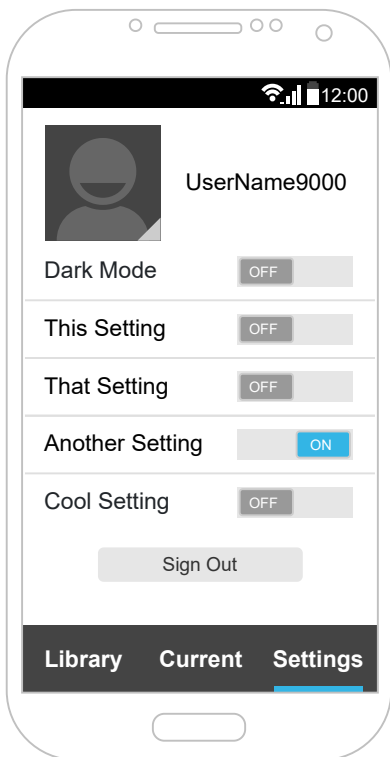 12:00
UserName9000
Dark Mode OFF
This Setting OFF
That Setting OFF
Another Setting ON
Cool Setting OFF
Sign Out
Library Current Settings